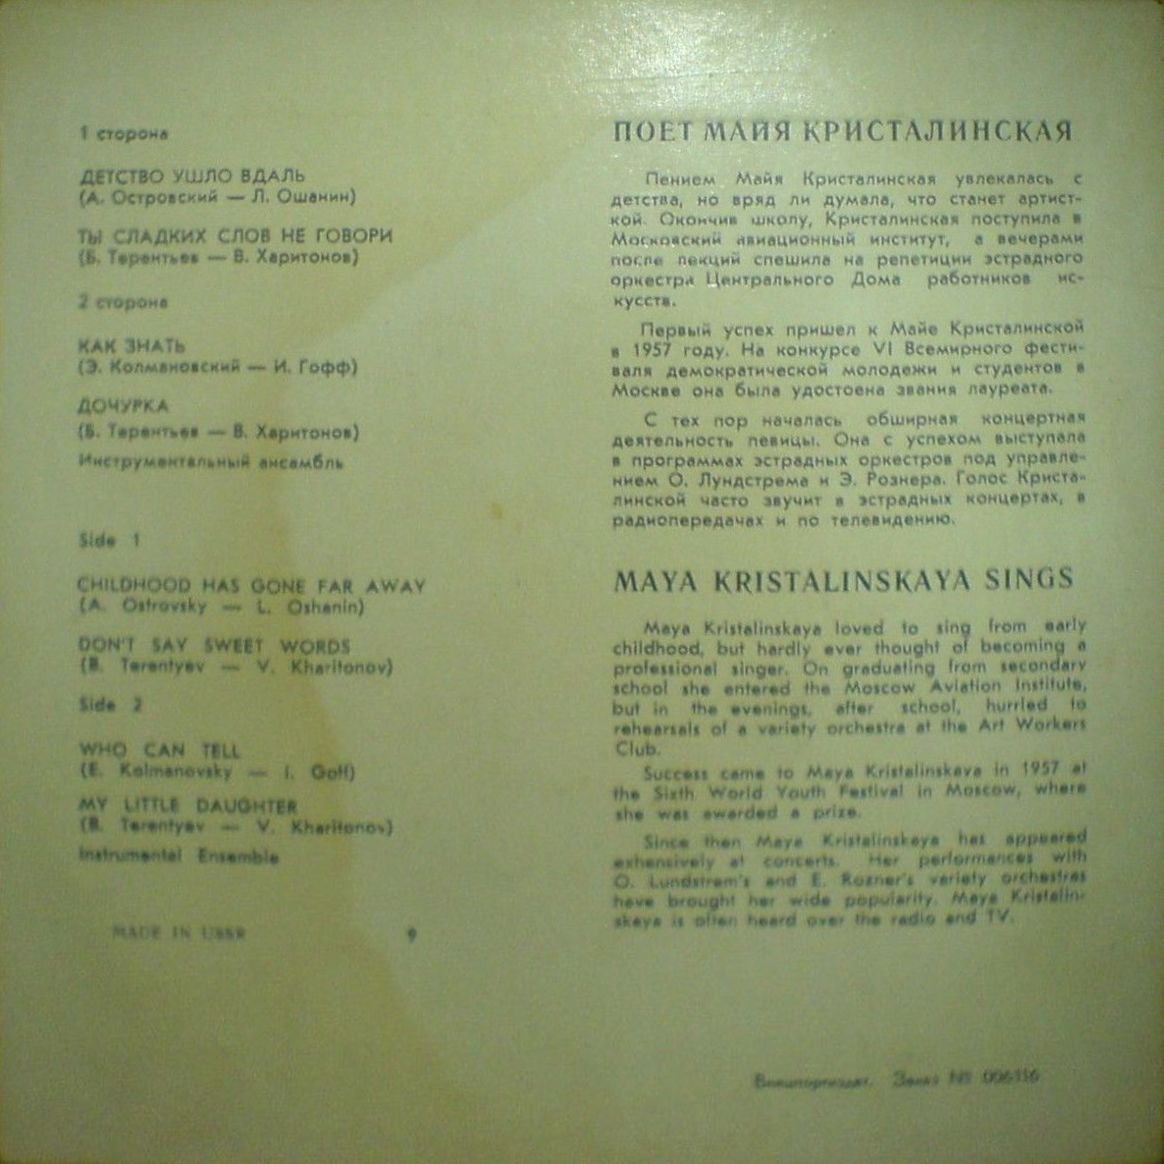 1 сторона
ДЕТСТВО УШЛО ВДАЛЬ
(А. Островский — Л. Ошанин)
ТЫ СЛАДКИХ СЛОВ НЕ ГОВОРИ
(Б. Терентьев — В. Харитонов)
2 сторона
КАК ЗНАТЬ
(Э. Колмановский — И. Гофф)
ДОЧУРКА
(Б. Терентьев — В. Харитонов)
Инструментальный ансамбль
Side 1
CHILDHOOD HAS GONE FAR AWAY
(A. Ostrovsky — L. Oshanin)
DON'T SAY SWEET WORDS
(B. Terentyev — V. Kharitonov)
Side 2
WHO CAN TELL
(E. Kolmanovsky — I. Goff)
MY LITTLE DAUGHTER
(B. Terentyev — V. Kharitonov)
Instrumental Ensemble
MADE IN USSR 9
ПОЕТ МАЙЯ КРИСТАЛИНСКАЯ
Пением Майя Кристалинская увлекалась с
детства, но вряд ли думала, что станет артист-
кой. Окончив школу, Кристалинская поступила в
Московский авиационный институт, а вечерами
после лекций спешила на репетиции эстрадного
оркестра Центрального Дома работников ис-
кусств.
Первый успех пришел к Майе Кристалинской
в 1957 году. На конкурсе VI Всемирного фести-
валя демократической молодежи и студентов в
Москве она была удостоена звания лауреата.
С тех пор началась обширная концертная
деятельность певицы. Она с успехом выступала
в программах эстрадных оркестров под управле-
нием О. Лундстрема и Э. Рознера. Голос Криста-
линской часто звучит в эстрадных концертах, в
радиопередачах и по телевидению.
MAYA KRISTALINSKAYA SINGS
Maya Kristalinskaya loved to sing from early
childhood, but hardly ever thought of becoming a
professional singer. On graduating from secondary
school she entered the Moscow Aviation Institute,
but in the evenings, after school, hurried to
rehearsals of a variety orchestra at the Art Workers
Club.
Success came to Maya Kristalinskaya in 1957 at
the Sixth World Youth Festival in Moscow, where
she was awarded a prize.
Since then Maya Kristalinskaya has appeared
exhensively at concerts. Her performances with
O. Lundstrem's and E. Rozner's variety orchestras
have brought her wide popularity. Maya Kristalin-
skaya is often heard over the radio and TV.
Внешторгиздат. Заказ № 006116